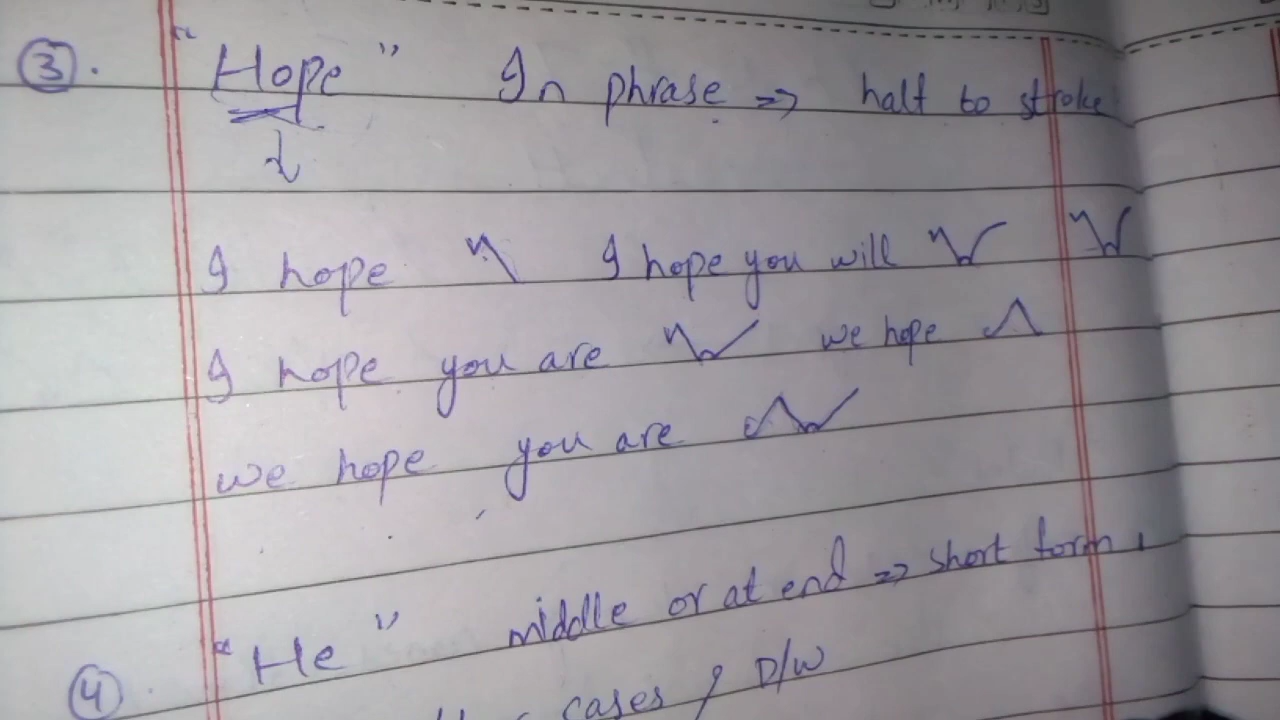 ③. "Hope" In phrase => half to stroke
I hope I hope you will
I hope you are we hope
we hope you are
④. "He" middle or at end => short form,
cases, D/W